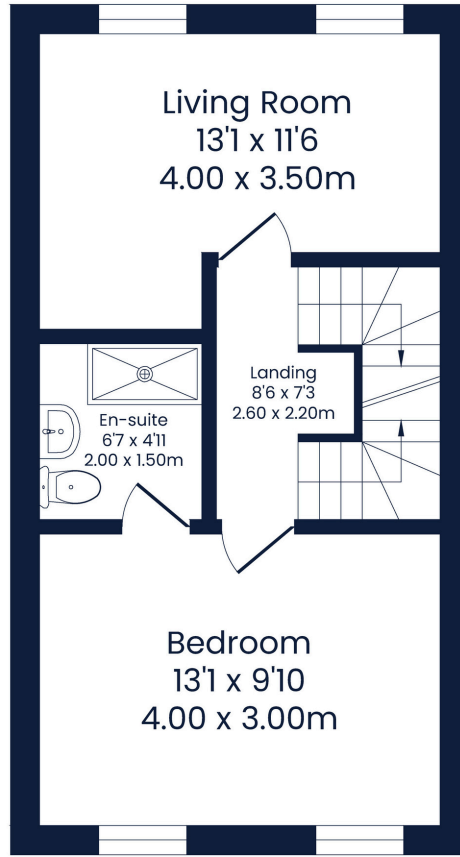 Living Room
13'1 x 11'6
4.00 x 3.50m
Landing
8'6 x 7'3
2.60 x 2.20m
En-suite
6'7 x 4'11
2.00 x 1.50m
Bedroom
13'1 x 9'10
4.00 x 3.00m